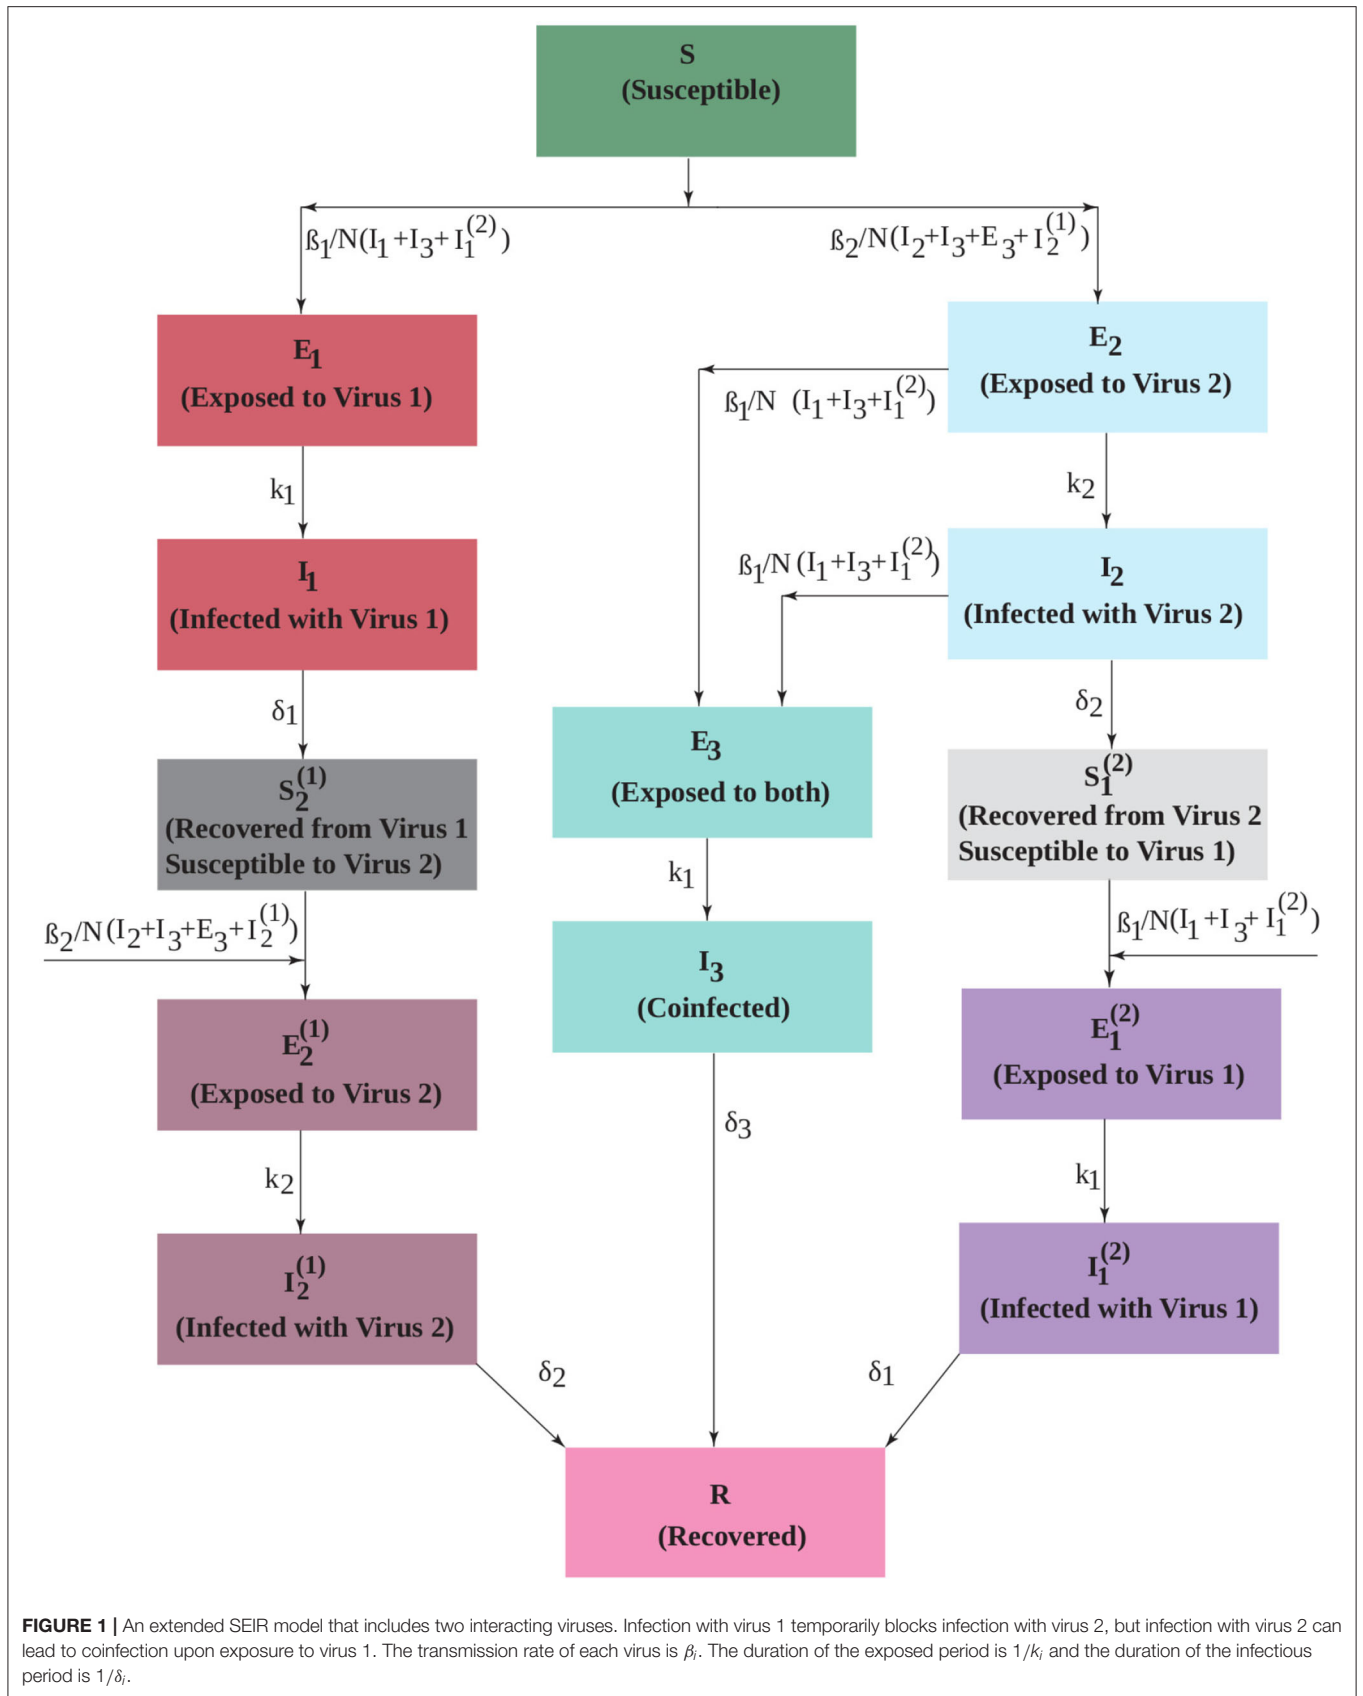 S
(Susceptible)
ß₁/N(I₁+I₃+I₁⁽²⁾)
ß₂/N(I₂+I₃+E₃+I₂⁽¹⁾)
E₁
(Exposed to Virus 1)
E₂
(Exposed to Virus 2)
ß₁/N (I₁+I₃+I₁⁽²⁾)
k₁
k₂
I₁
(Infected with Virus 1)
ß₁/N(I₁+I₃+I₁⁽²⁾)
I₂
(Infected with Virus 2)
δ₁
δ₂
E₃
(Exposed to both)
S₂⁽¹⁾
(Recovered from Virus 1
Susceptible to Virus 2)
S₁⁽²⁾
(Recovered from Virus 2
Susceptible to Virus 1)
k₁
ß₂/N(I₂+I₃+E₃+I₂⁽¹⁾)
ß₁/N(I₁+I₃+I₁⁽²⁾)
I₃
(Coinfected)
E₂⁽¹⁾
(Exposed to Virus 2)
E₁⁽²⁾
(Exposed to Virus 1)
δ₃
k₂
k₁
I₂⁽¹⁾
(Infected with Virus 2)
I₁⁽²⁾
(Infected with Virus 1)
δ₂
δ₁
R
(Recovered)
FIGURE 1 | An extended SEIR model that includes two interacting viruses. Infection with virus 1 temporarily blocks infection with virus 2, but infection with virus 2 can
lead to coinfection upon exposure to virus 1. The transmission rate of each virus is βᵢ. The duration of the exposed period is 1/kᵢ and the duration of the infectious
period is 1/δᵢ.